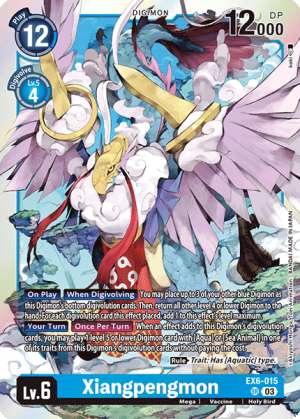 Play
12
DIGIMON
12000
DP
Digivolve
Lv.5
4
On Play When Digivolving You may place up to 3 of your other blue Digimon as
this Digimon's bottom digivolution cards. Then, return all other level 4 or lower Digimon to the
hand. For each digivolution card this effect placed, add 1 to this effect's level maximum.
Your Turn Once Per Turn When an effect adds to this Digimon's digivolution
cards, you may play 1 level 5 or lower Digimon card with [Aqua] or [Sea Animal] in one
of its traits from this Digimon's digivolution cards without paying the cost.
Rule Trait: Has [Aquatic] type.
Lv.6
Xiangpengmon
EX6-015
SR 03
Mega | Vaccine | Holy Bird